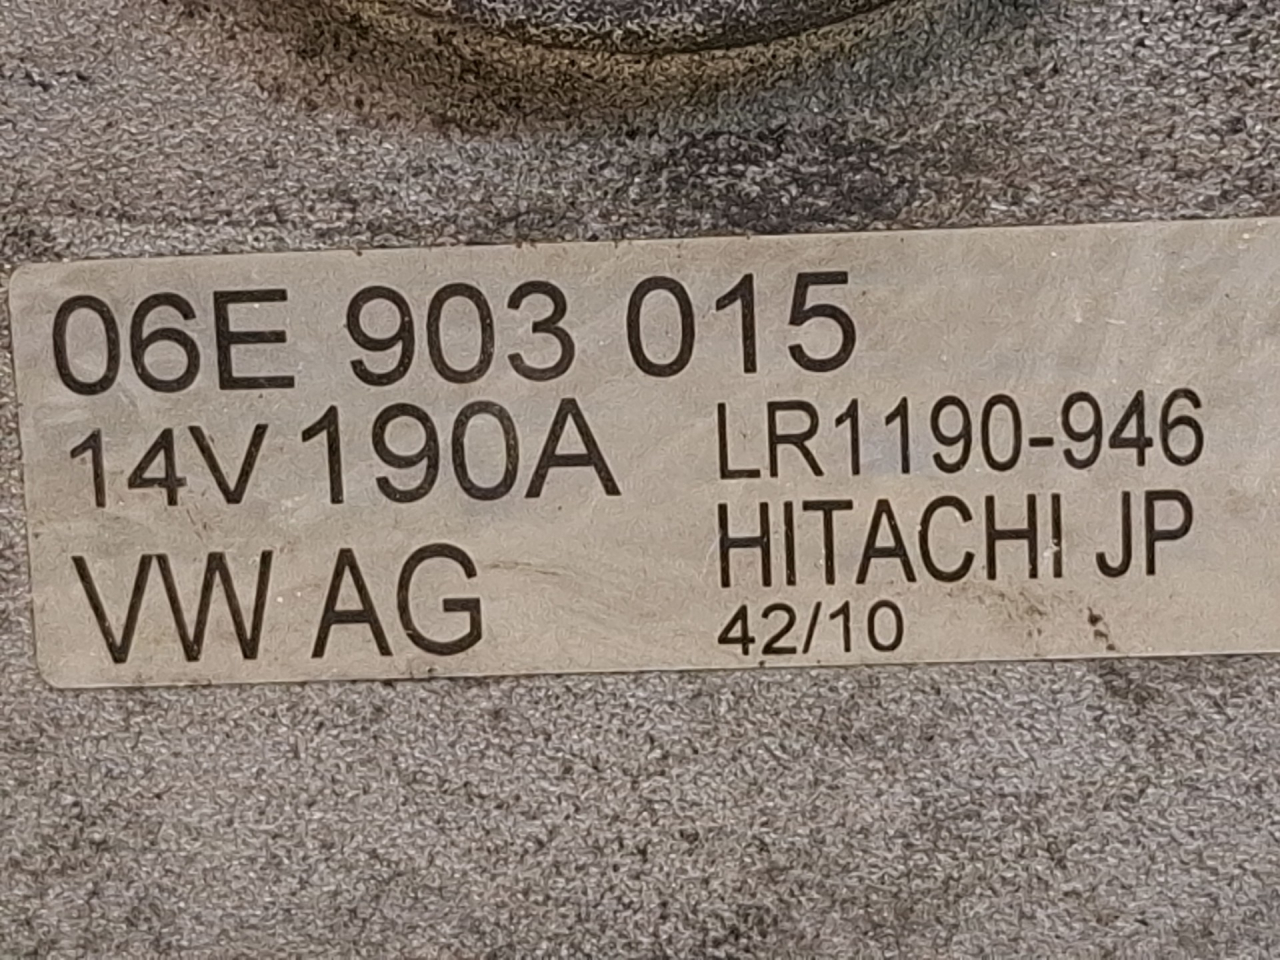 06E 903 015
14V 190A LR1190-946
VW AG HITACHI JP
42/10